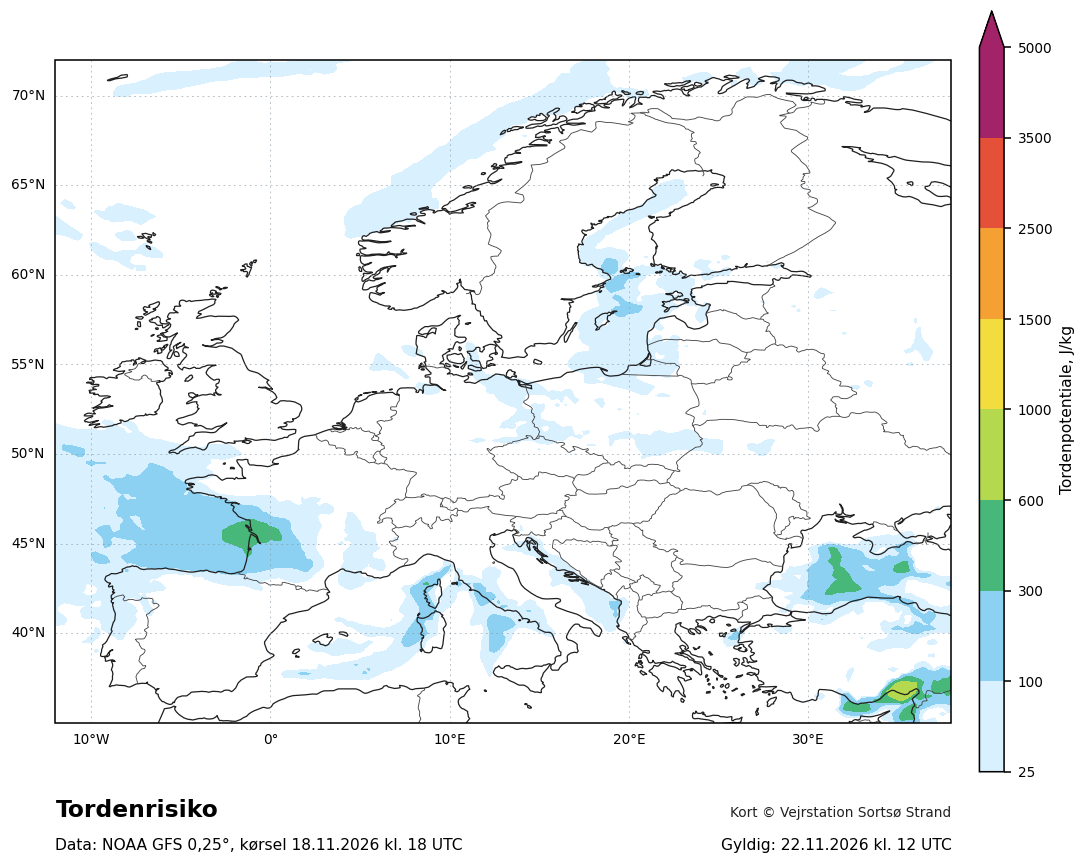 5000
3500
2500
1500
1000
600
300
100
25
Tordenpotentiale, J/kg
70°N
65°N
60°N
55°N
50°N
45°N
40°N
10°W
0°
10°E
20°E
30°E
Tordenrisiko
Kort © Vejrstation Sortsø Strand
Data: NOAA GFS 0,25°, kørsel 18.11.2026 kl. 18 UTC
Gyldig: 22.11.2026 kl. 12 UTC